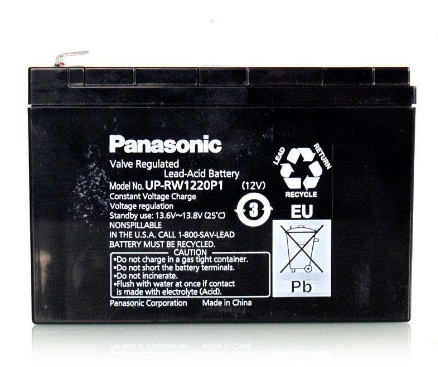 Panasonic
Valve Regulated
Lead-Acid Battery
Model No. UP-RW1220P1 (12V)
Constant Voltage Charge
Voltage regulation
Standby use: 13.6V~13.8V (25℃)
NONSPILLABLE
IN THE U.S.A. CALL 1-800-SAV-LEAD
BATTERY MUST BE RECYCLED.
CAUTION
•Do not charge in a gas tight container.
•Do not short the battery terminals.
•Do not incinerate.
•Flush with water at once if contact
is made with electrolyte (Acid).
Panasonic Corporation Made in China
3
LEAD
RETURN
RECYCLE
EU
Pb